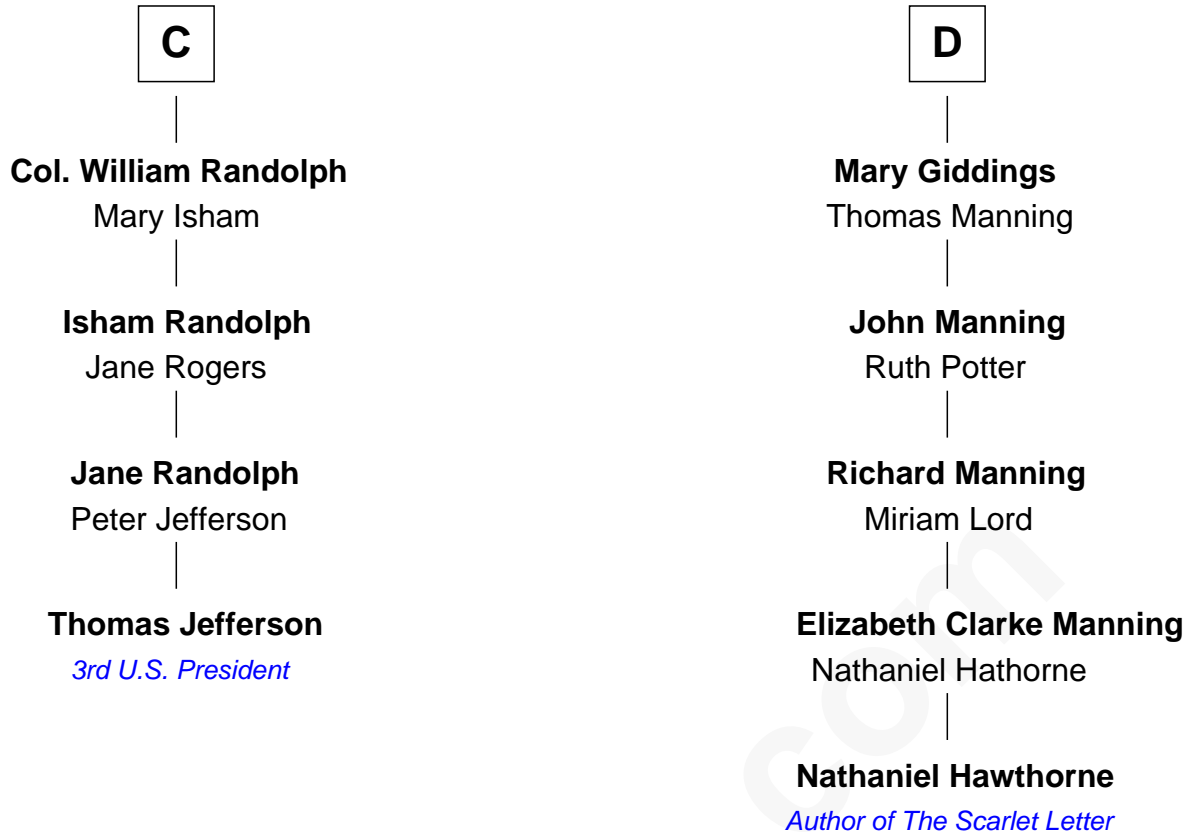 C
Col. William Randolph
Mary Isham
Isham Randolph
Jane Rogers
Jane Randolph
Peter Jefferson
Thomas Jefferson
3rd U.S. President
D
Mary Giddings
Thomas Manning
John Manning
Ruth Potter
Richard Manning
Miriam Lord
Elizabeth Clarke Manning
Nathaniel Hathorne
Nathaniel Hawthorne
Author of The Scarlet Letter
com